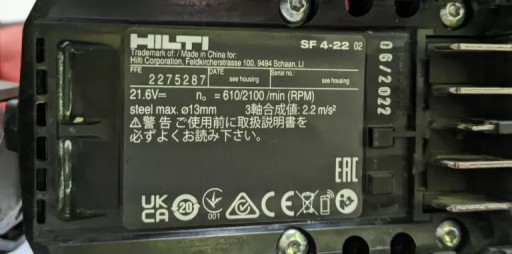 HILTI SF 4-22 02
Trademark / Made in China for:
Hilti Corporation, Feldkircherstrasse 100, 9494 Schaan, LI
FFE 2275287 DATE see housing Serial no.: see housing
21.6V⎓ n₀ = 610/2100 /min (RPM)
steel max. ø13mm 3軸合成値: 2.2 m/s²
⚠警告 ご使用前に取扱説明書を
必ずよくお読み下さい。
06/2022
EAC
UK
CA
20
001
CE